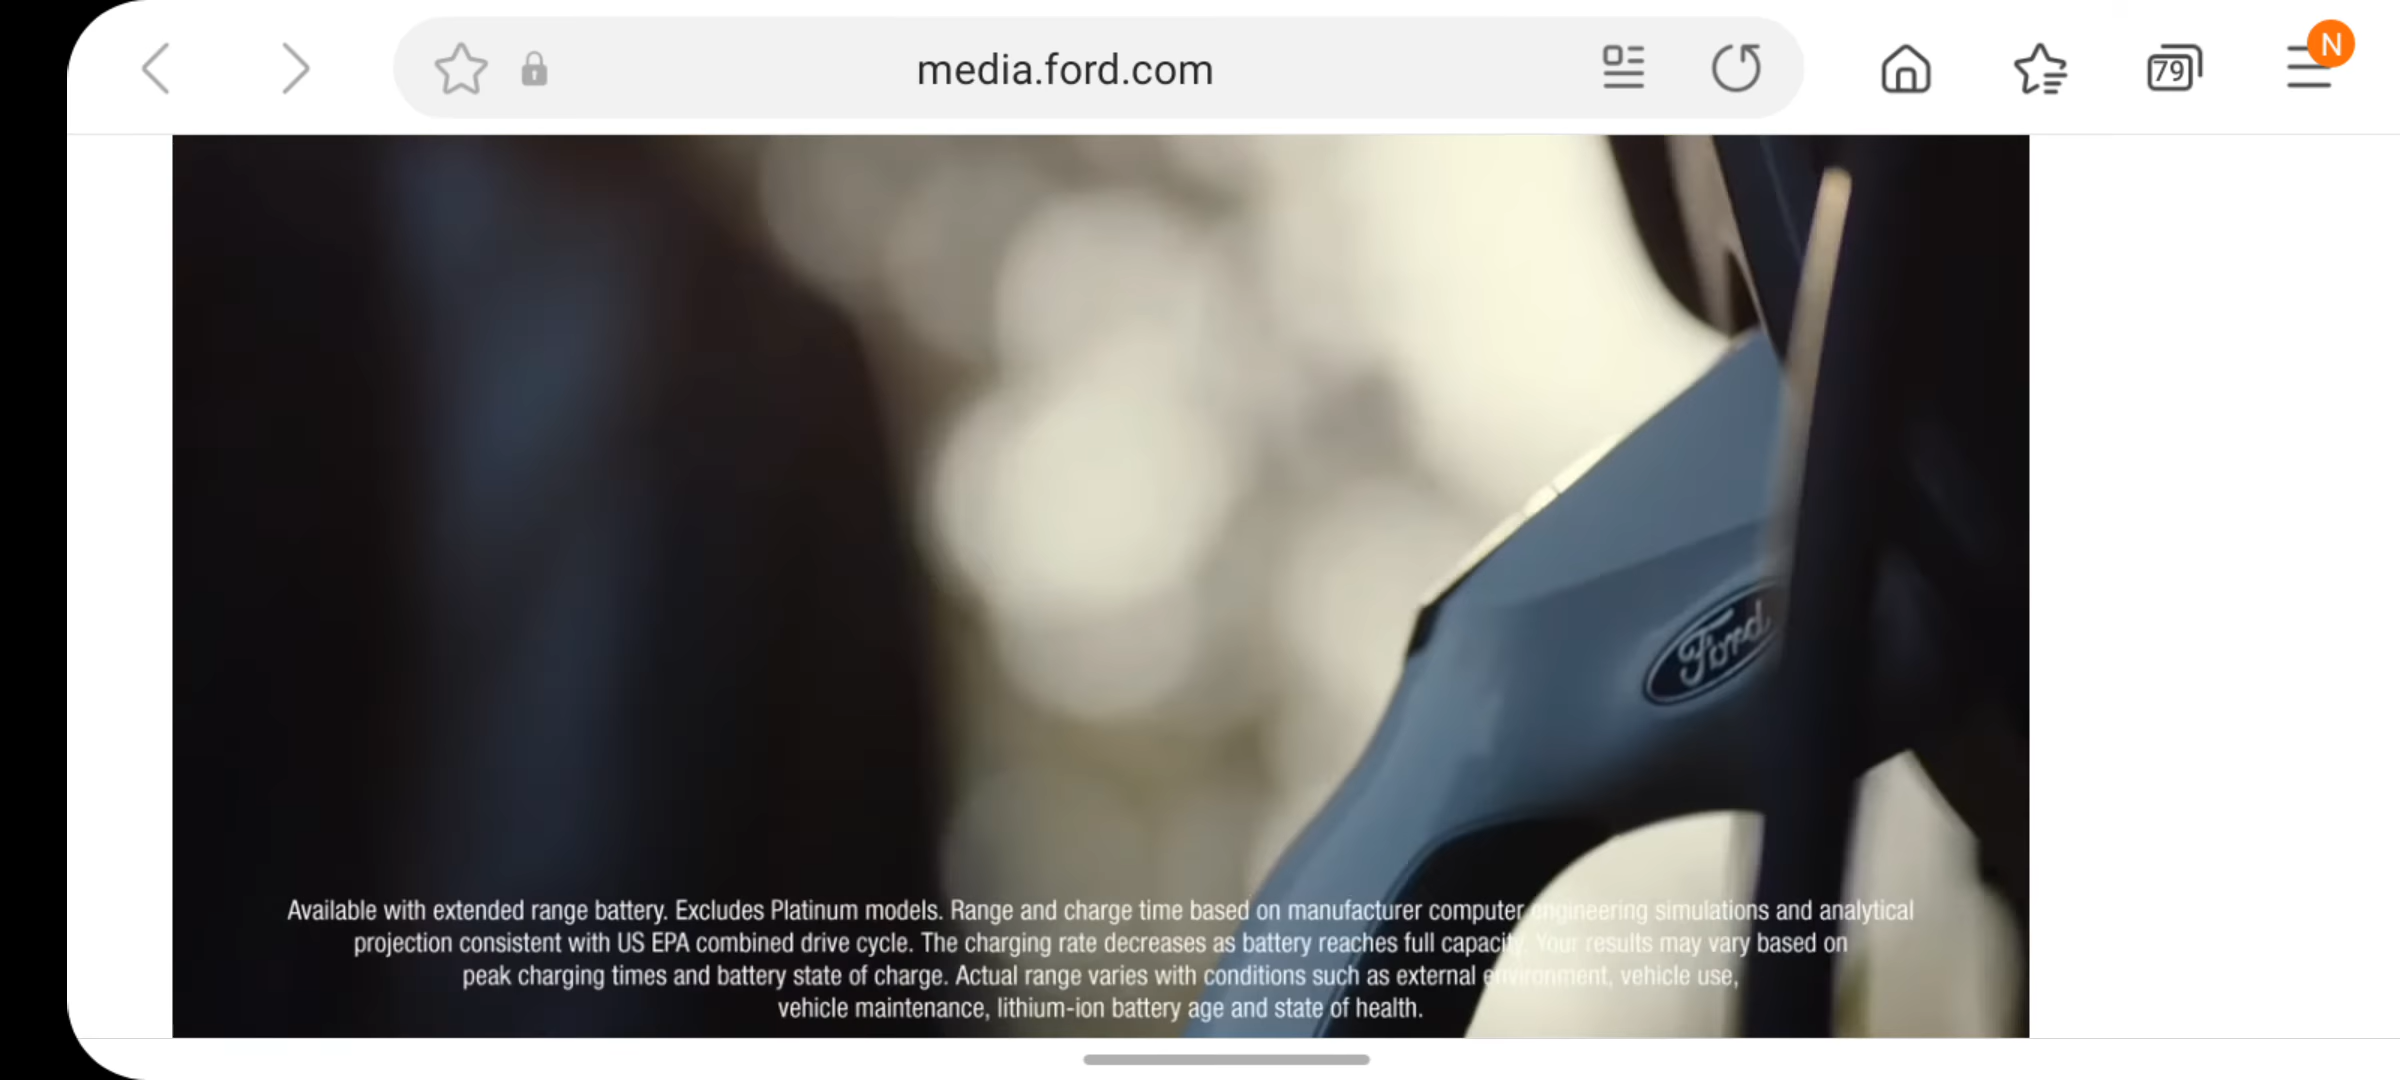 media.ford.com
79
N
Ford
Available with extended range battery. Excludes Platinum models. Range and charge time based on manufacturer computer engineering simulations and analytical
projection consistent with US EPA combined drive cycle. The charging rate decreases as battery reaches full capacity. Your results may vary based on
peak charging times and battery state of charge. Actual range varies with conditions such as external environment, vehicle use,
vehicle maintenance, lithium-ion battery age and state of health.